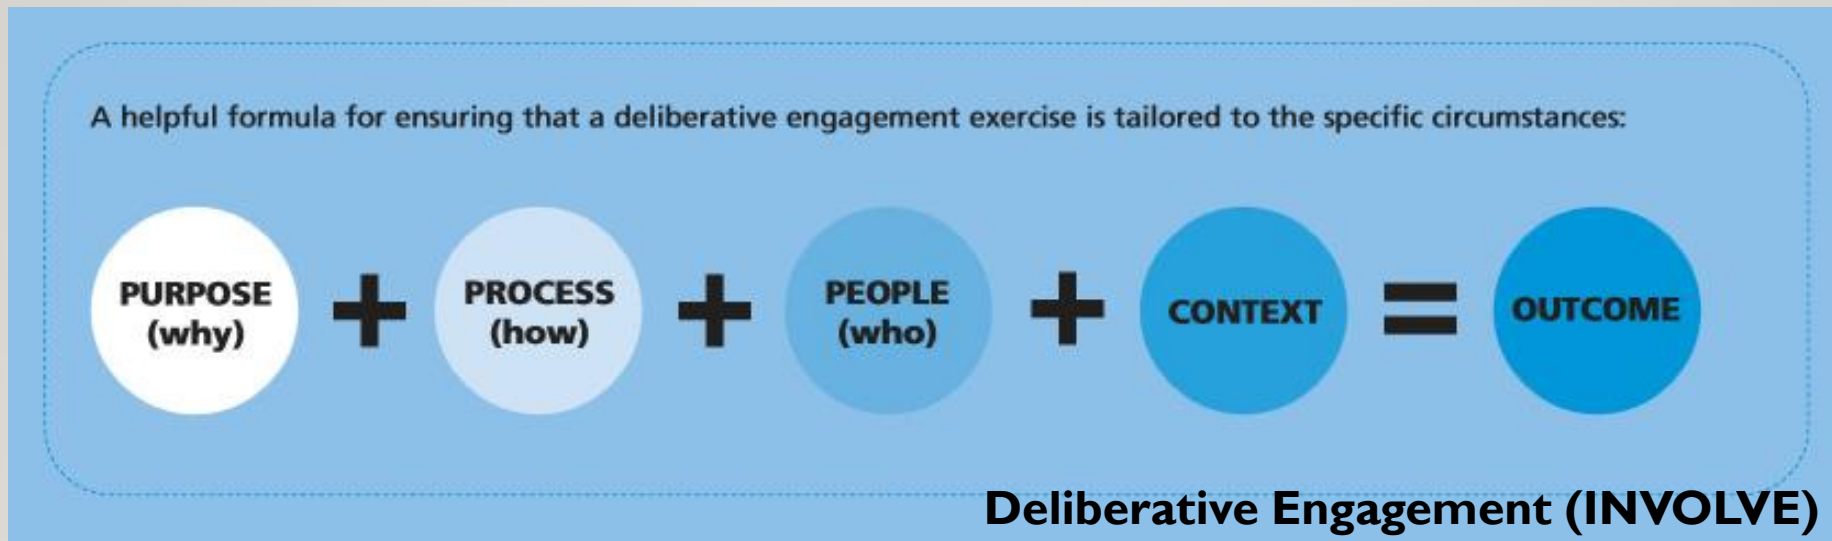 A helpful formula for ensuring that a deliberative engagement exercise is tailored to the specific circumstances:
PURPOSE
(why)
+
PROCESS
(how)
+
PEOPLE
(who)
+
CONTEXT
=
OUTCOME
Deliberative Engagement (INVOLVE)